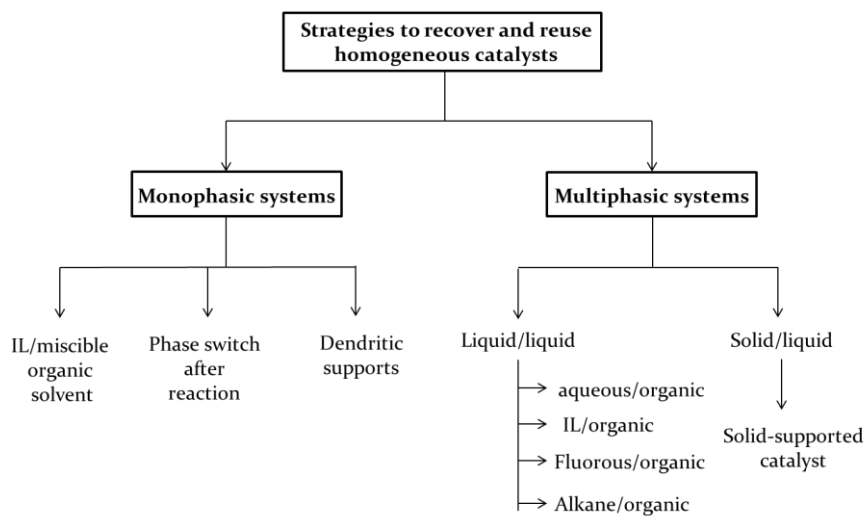 Strategies to recover and reuse
homogeneous catalysts
Monophasic systems
Multiphasic systems
IL/miscible
organic
solvent
Phase switch
after
reaction
Dendritic
supports
Liquid/liquid
aqueous/organic
IL/organic
Fluorous/organic
Alkane/organic
Solid/liquid
Solid-supported
catalyst